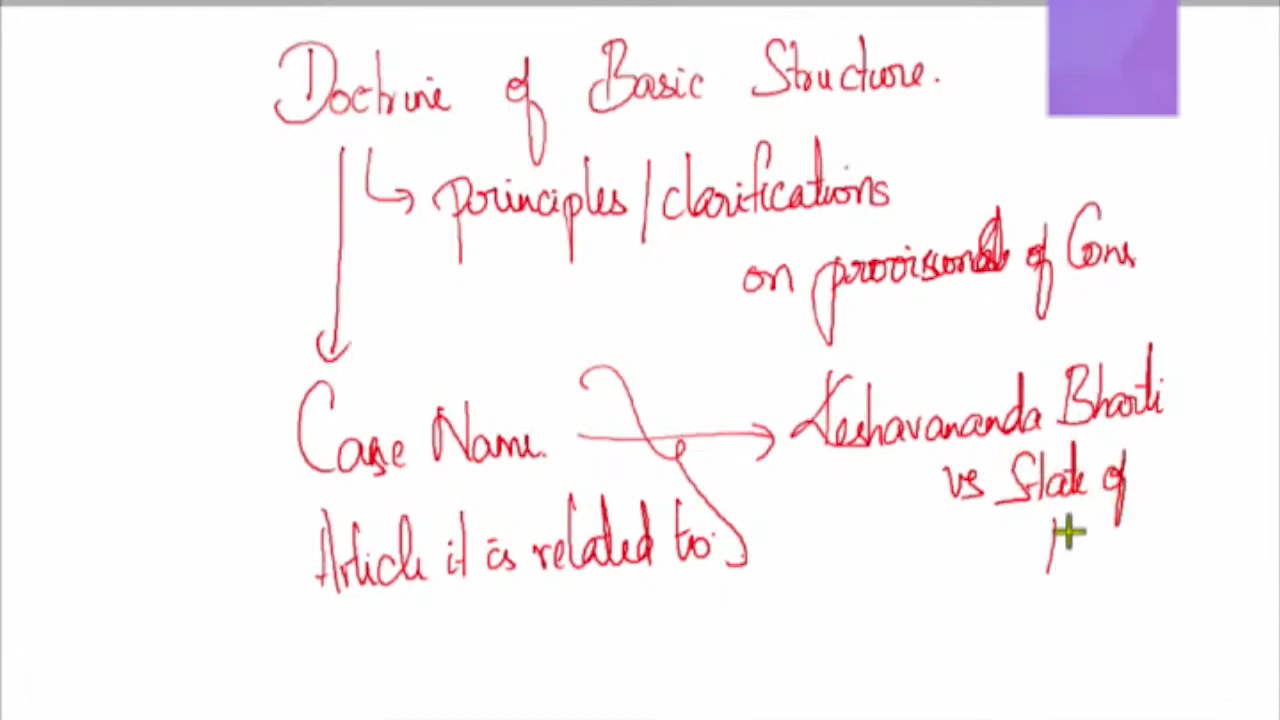 Doctrine of Basic Structure.
principles/clarifications
on provisions of Cons
Case Name.
Keshavananda Bharti
vs State of
Article it is related to: